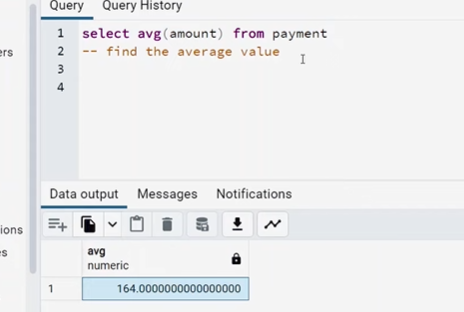 Query Query History
1 select avg(amount) from payment
ers
2 -- find the average value
3
4
Data output Messages Notifications
ions
avg
numeric
es
1 164.0000000000000000